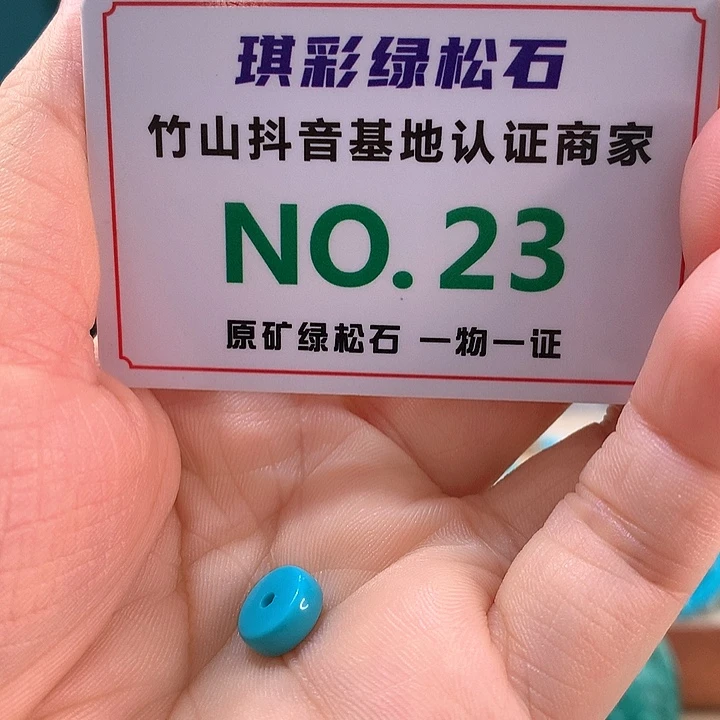 琪彩绿松石
竹山抖音基地认证商家
NO.23
原矿绿松石 一物一证